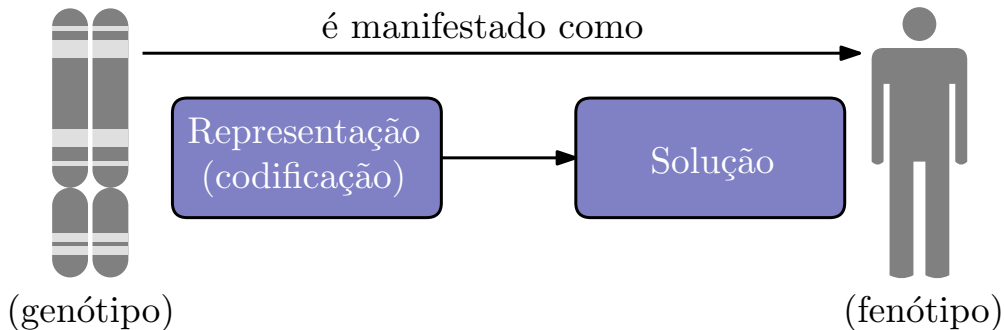 é manifestado como
Representação
(codificação)
Solução
(genótipo)
(fenótipo)